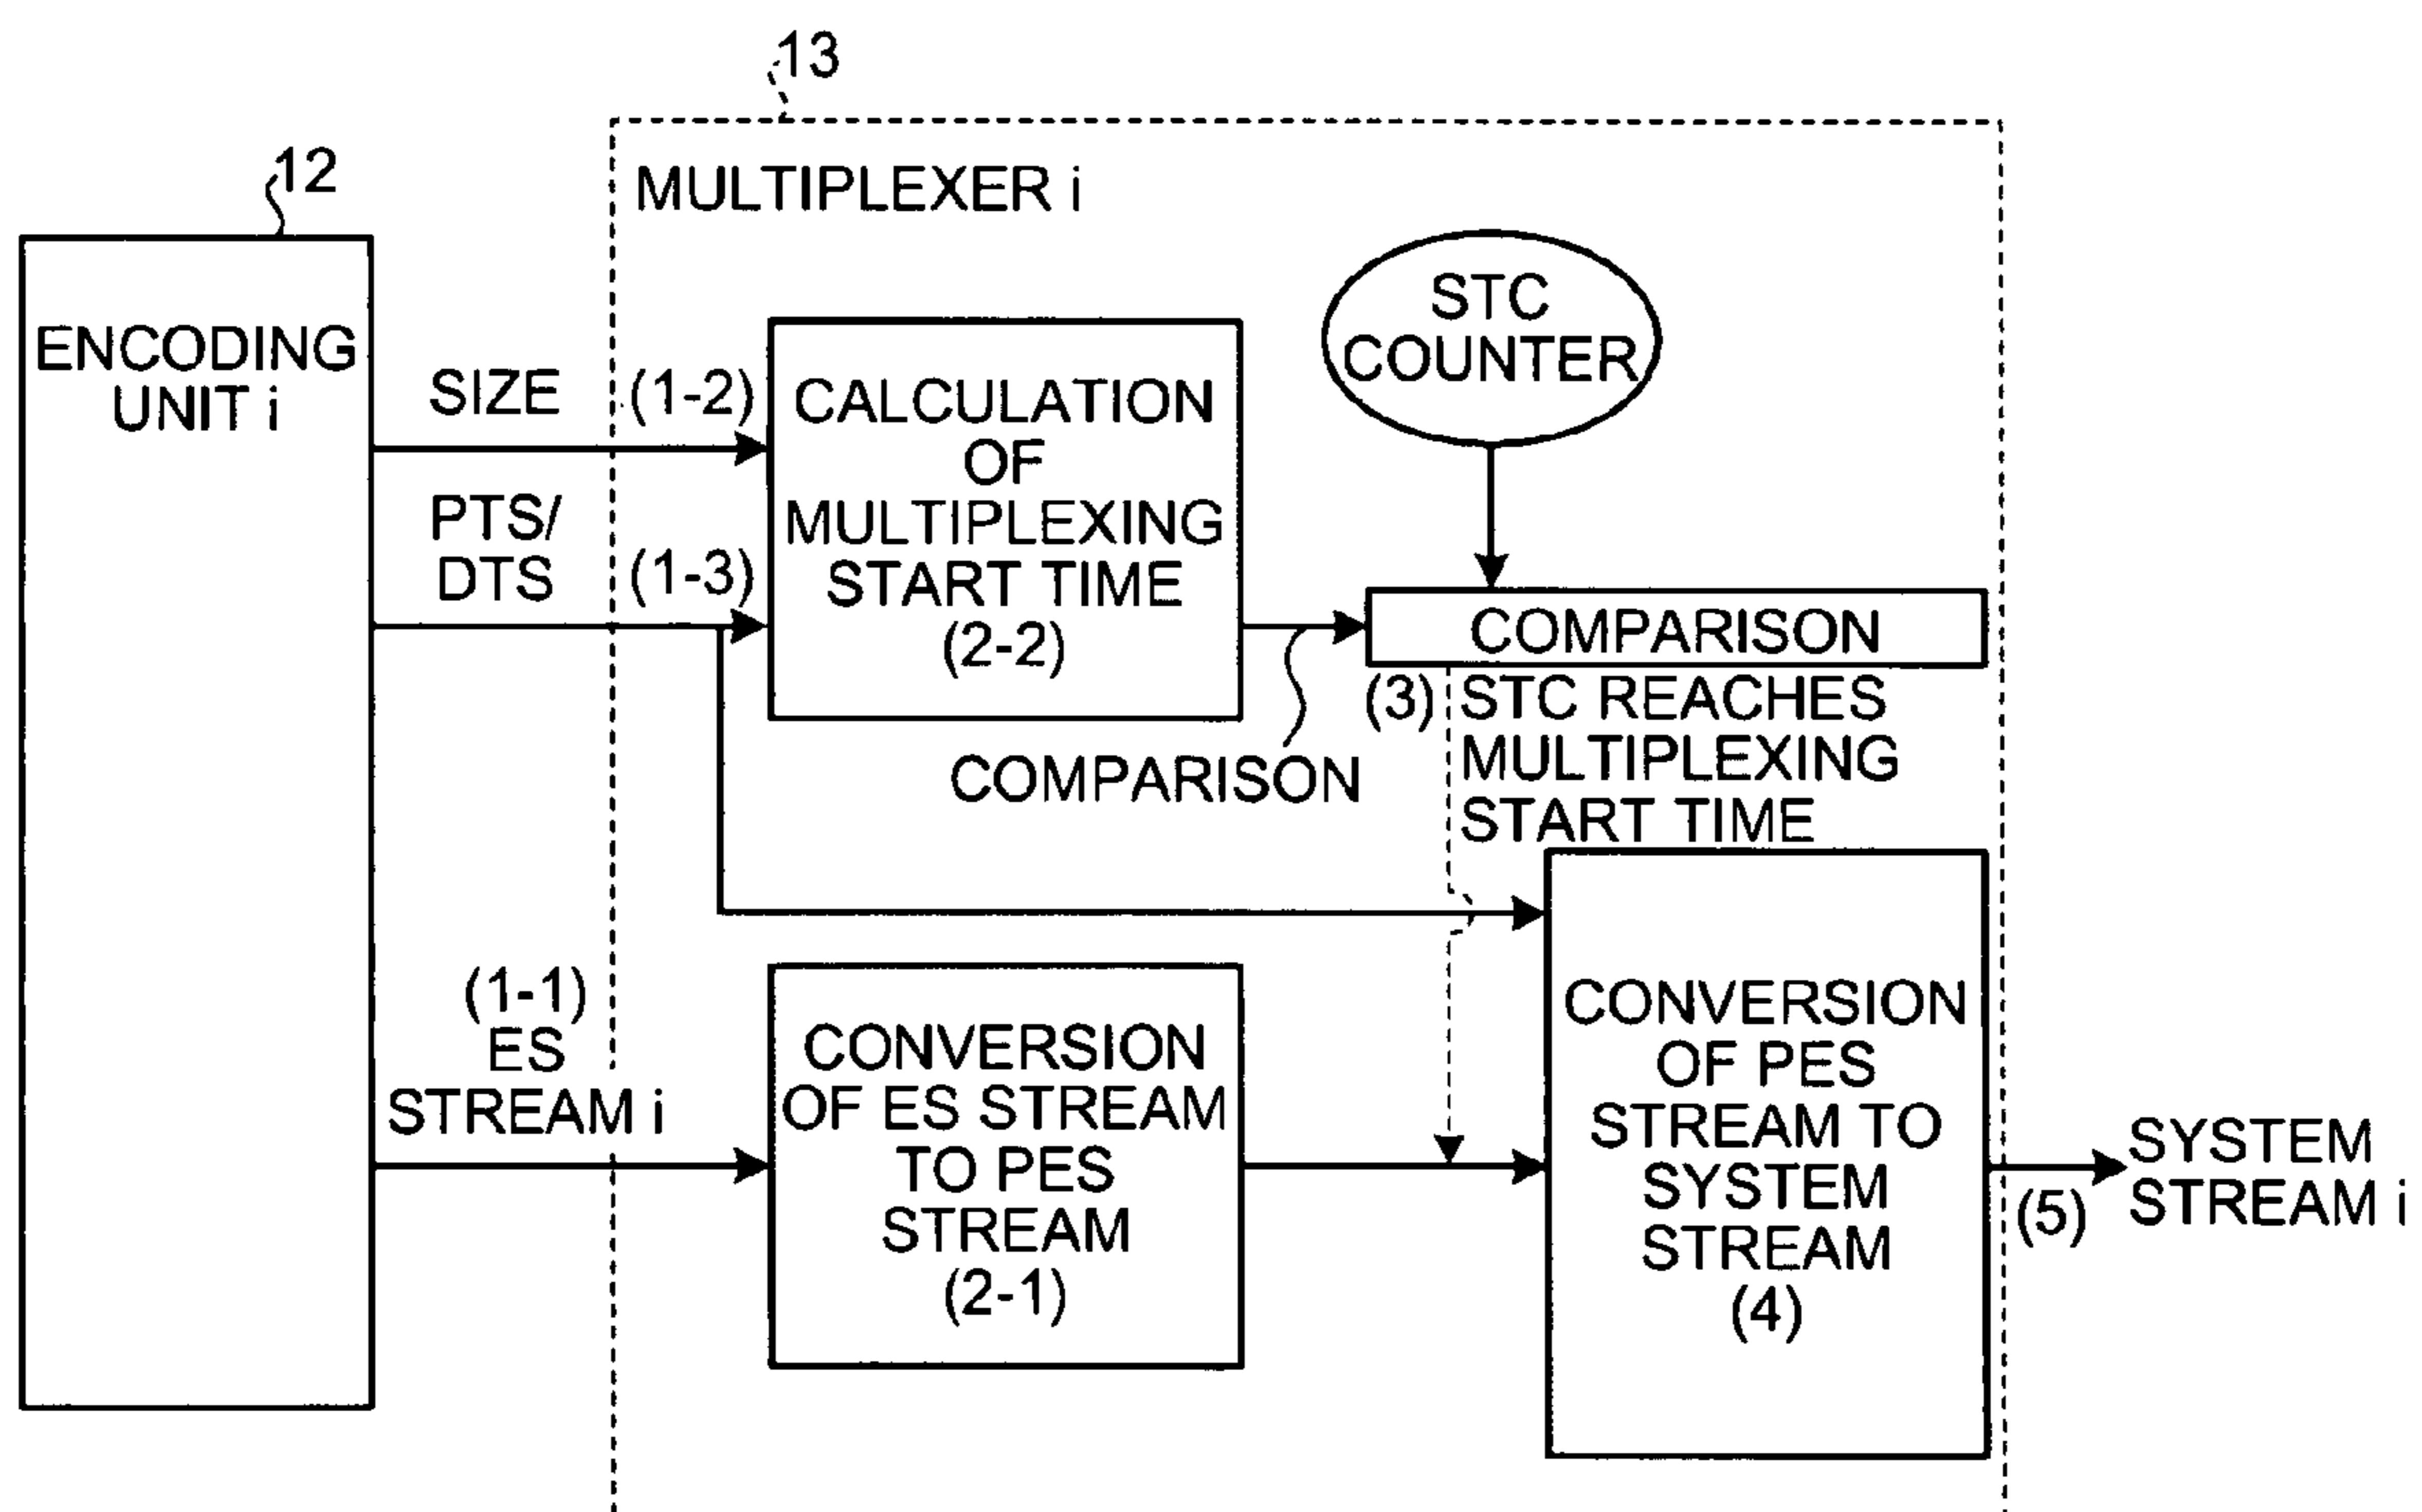 13
12
MULTIPLEXER i
ENCODING
UNIT i
SIZE
(1-2)
PTS/
DTS
(1-3)
CALCULATION
OF
MULTIPLEXING
START TIME
(2-2)
STC
COUNTER
COMPARISON
COMPARISON
(3)
STC REACHES
MULTIPLEXING
START TIME
(1-1)
ES
STREAM i
CONVERSION
OF ES STREAM
TO PES
STREAM
(2-1)
CONVERSION
OF PES
STREAM TO
SYSTEM
STREAM
(4)
(5)
SYSTEM
STREAM i